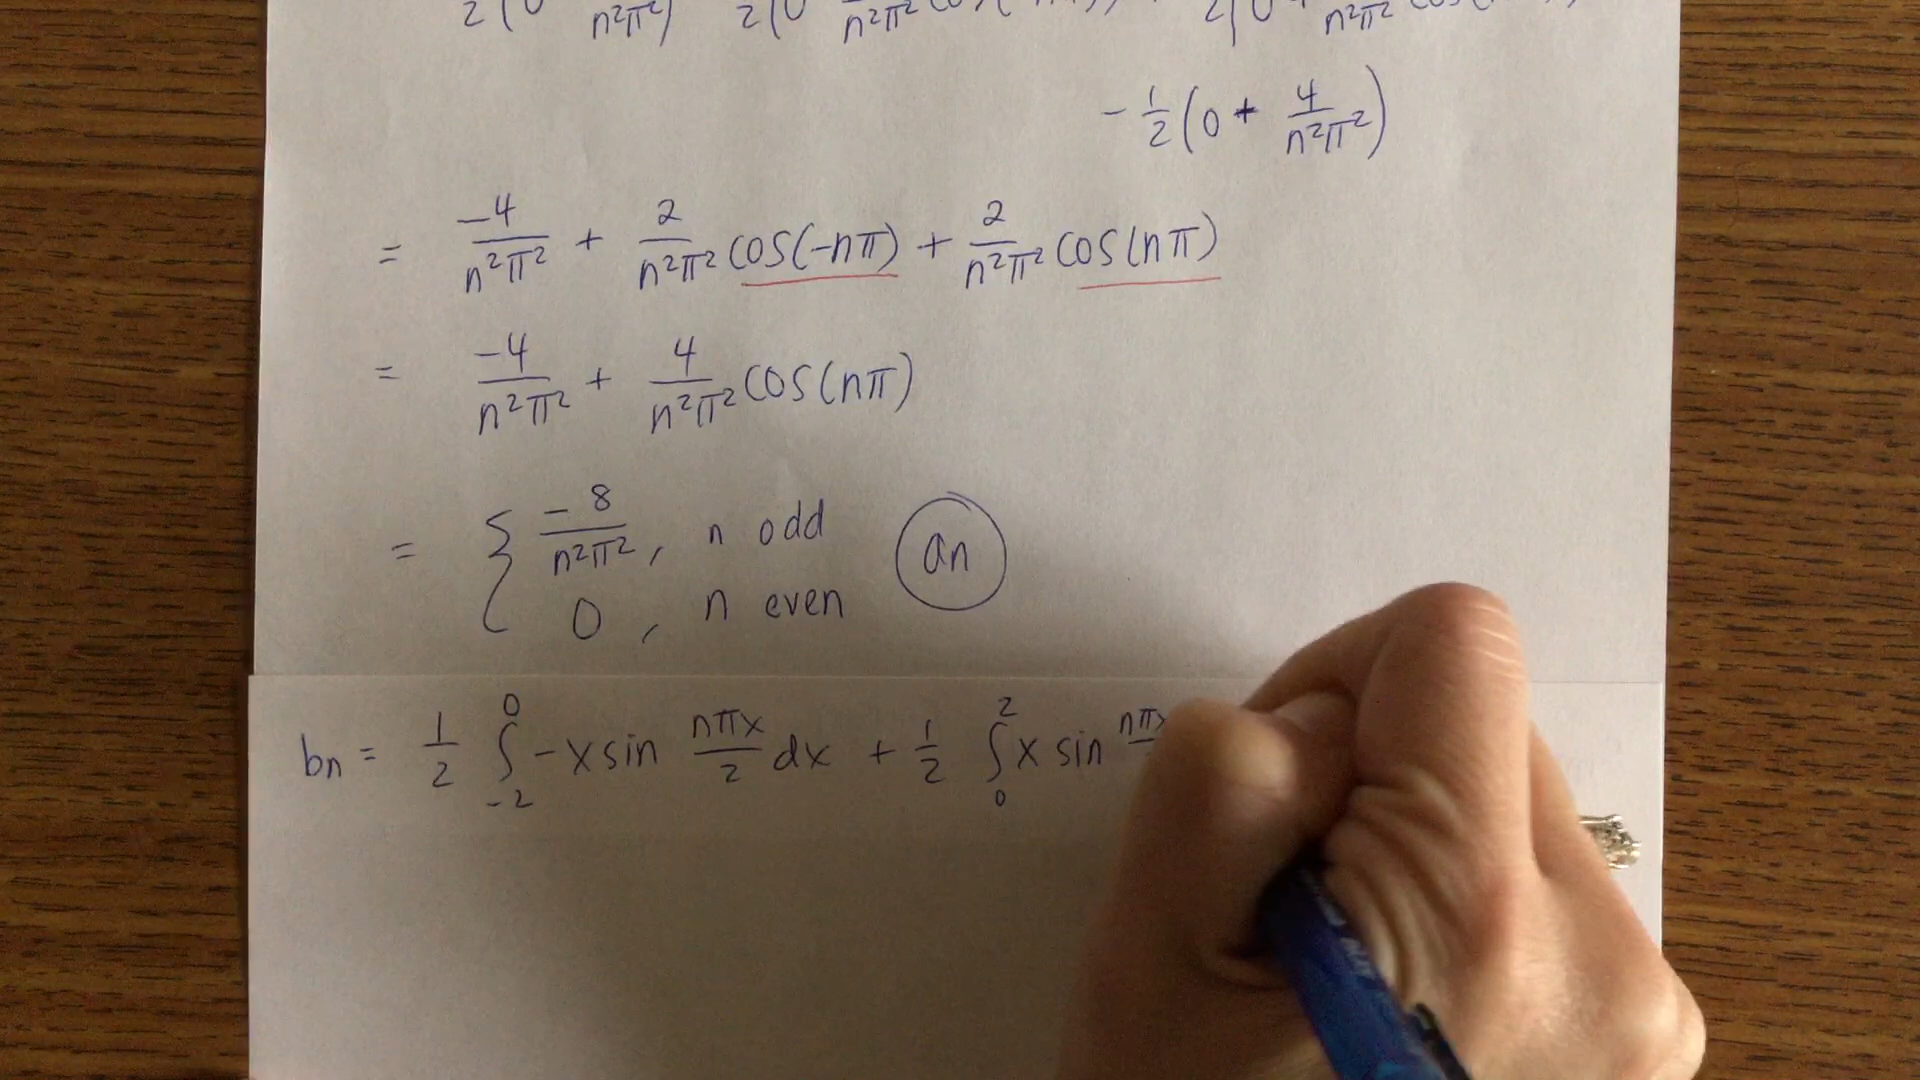 -1/2(0 + 4/n²π²)
= -4/n²π² + 2/n²π² cos(-nπ) + 2/n²π² cos(nπ)
= -4/n²π² + 4/n²π² cos(nπ)
= { -8/n²π², n odd
0, n even
an
bn = 1/2 ∫₋₂⁰ -x sin nπx/2 dx + 1/2 ∫₀² x sin nπx